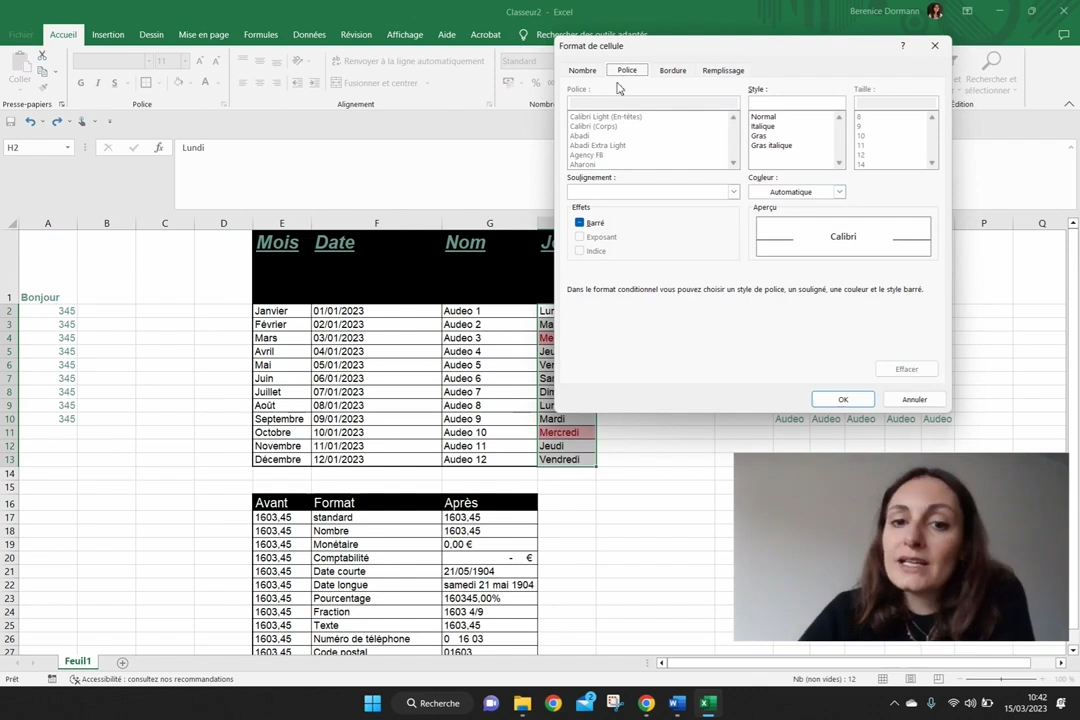 Classeur2 - Excel
Berenice Dormann
Fichier Accueil Insertion Dessin Mise en page Formules Données Révision Affichage Aide Acrobat Rechercher des outils adaptés
Coller
Presse-papiers
11
G I S
Police
Renvoyer à la ligne automatiquement
Fusionner et centrer
Alignement
Standard
%
Rechercher et
sélectionner
H2
fx
Lundi
Format de cellule
?
Nombre Police Bordure Remplissage
Police :
Calibri Light (En-têtes)
Calibri (Corps)
Abadi
Abadi Extra Light
Agency FB
Aharoni
Style :
Normal
Italique
Gras
Gras italique
Taille :
8
9
10
11
12
14
Soulignement :
Couleur :
Automatique
Effets
Barré
Exposant
Indice
Aperçu
Calibri
Dans le format conditionnel vous pouvez choisir un style de police, un souligné, une couleur et le style barré.
Effacer
OK Annuler
A B C D E F G P Q
1 Bonjour Mois Date Nom
2 345 Janvier 01/01/2023 Audeo 1
3 345 Février 02/01/2023 Audeo 2
4 345 Mars 03/01/2023 Audeo 3
5 345 Avril 04/01/2023 Audeo 4
6 345 Mai 05/01/2023 Audeo 5
7 345 Juin 06/01/2023 Audeo 6
8 345 Juillet 07/01/2023 Audeo 7
9 345 Août 08/01/2023 Audeo 8
10 345 Septembre 09/01/2023 Audeo 9 Mardi Audeo Audeo Audeo Audeo Audeo
11 Octobre 10/01/2023 Audeo 10 Mercredi
12 Novembre 11/01/2023 Audeo 11 Jeudi
13 Décembre 12/01/2023 Audeo 12 Vendredi
14
15
16 Avant Format Après
17 1603,45 standard 1603,45
18 1603,45 Nombre 1603,45
19 1603,45 Monétaire 0,00 €
20 1603,45 Comptabilité - €
21 1603,45 Date courte 21/05/1904
22 1603,45 Date longue samedi 21 mai 1904
23 1603,45 Pourcentage 160345,00%
24 1603,45 Fraction 1603 4/9
25 1603,45 Texte 1603,45
26 1603,45 Numéro de téléphone 0 16 03
27 1603,45 Code postal 01603
Feuil1
Prêt
Accessibilité : consultez nos recommandations
Nb (non vides) : 12
100 %
Recherche
2
10:42
15/03/2023